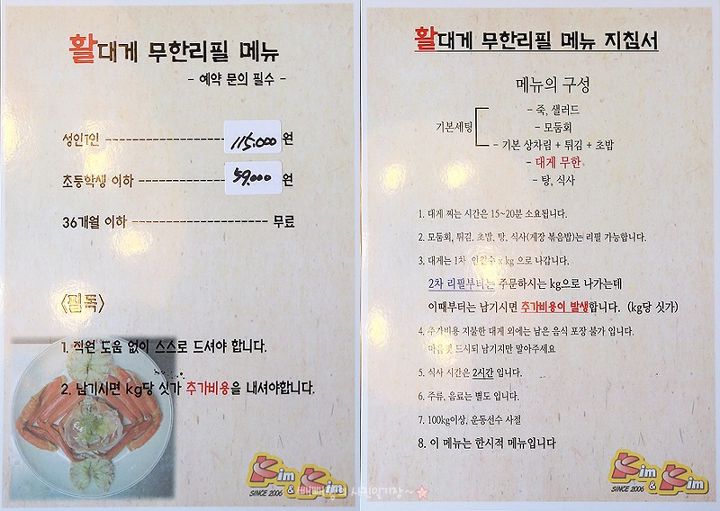 활대게 무한리필 메뉴
- 예약 문의 필수 -
성인1인 ---------------- 115.000 원
초등학생 이하 ------------ 59.000 원
36개월 이하 ------------------ 무료
<필독>
1. 직원 도움 없이 스스로 드셔야 합니다.
2. 남기시면 kg당 싯가 추가비용을 내셔야합니다.
Kim & Kim
SINCE 2006
활대게 무한리필 메뉴 지침서
메뉴의 구성
기본세팅
- 죽, 샐러드
- 모둠회
- 기본 상차림 + 튀김 + 초밥
- 대게 무한
- 탕, 식사
1. 대게 찌는 시간은 15~20분 소요됩니다.
2. 모둠회, 튀김. 초밥, 탕, 식사(게장 볶음밥)는 리필 가능합니다.
3. 대게는 1차 인원수 x kg 으로 나갑니다.
2차 리필부터는 주문하시는 kg으로 나가는데
이때부터는 남기시면 추가비용이 발생합니다. (kg당 싯가)
4. 추가비용 지불한 대게 외에는 남은 음식 포장 불가 입니다.
마음껏 드시되 남기지만 말아주세요
5. 식사 시간은 2시간 입니다.
6. 주류, 음료는 별도 입니다.
7. 100kg이상, 운동선수 사절
8. 이 메뉴는 한시적 메뉴입니다
Kim & Kim
SINCE 2006